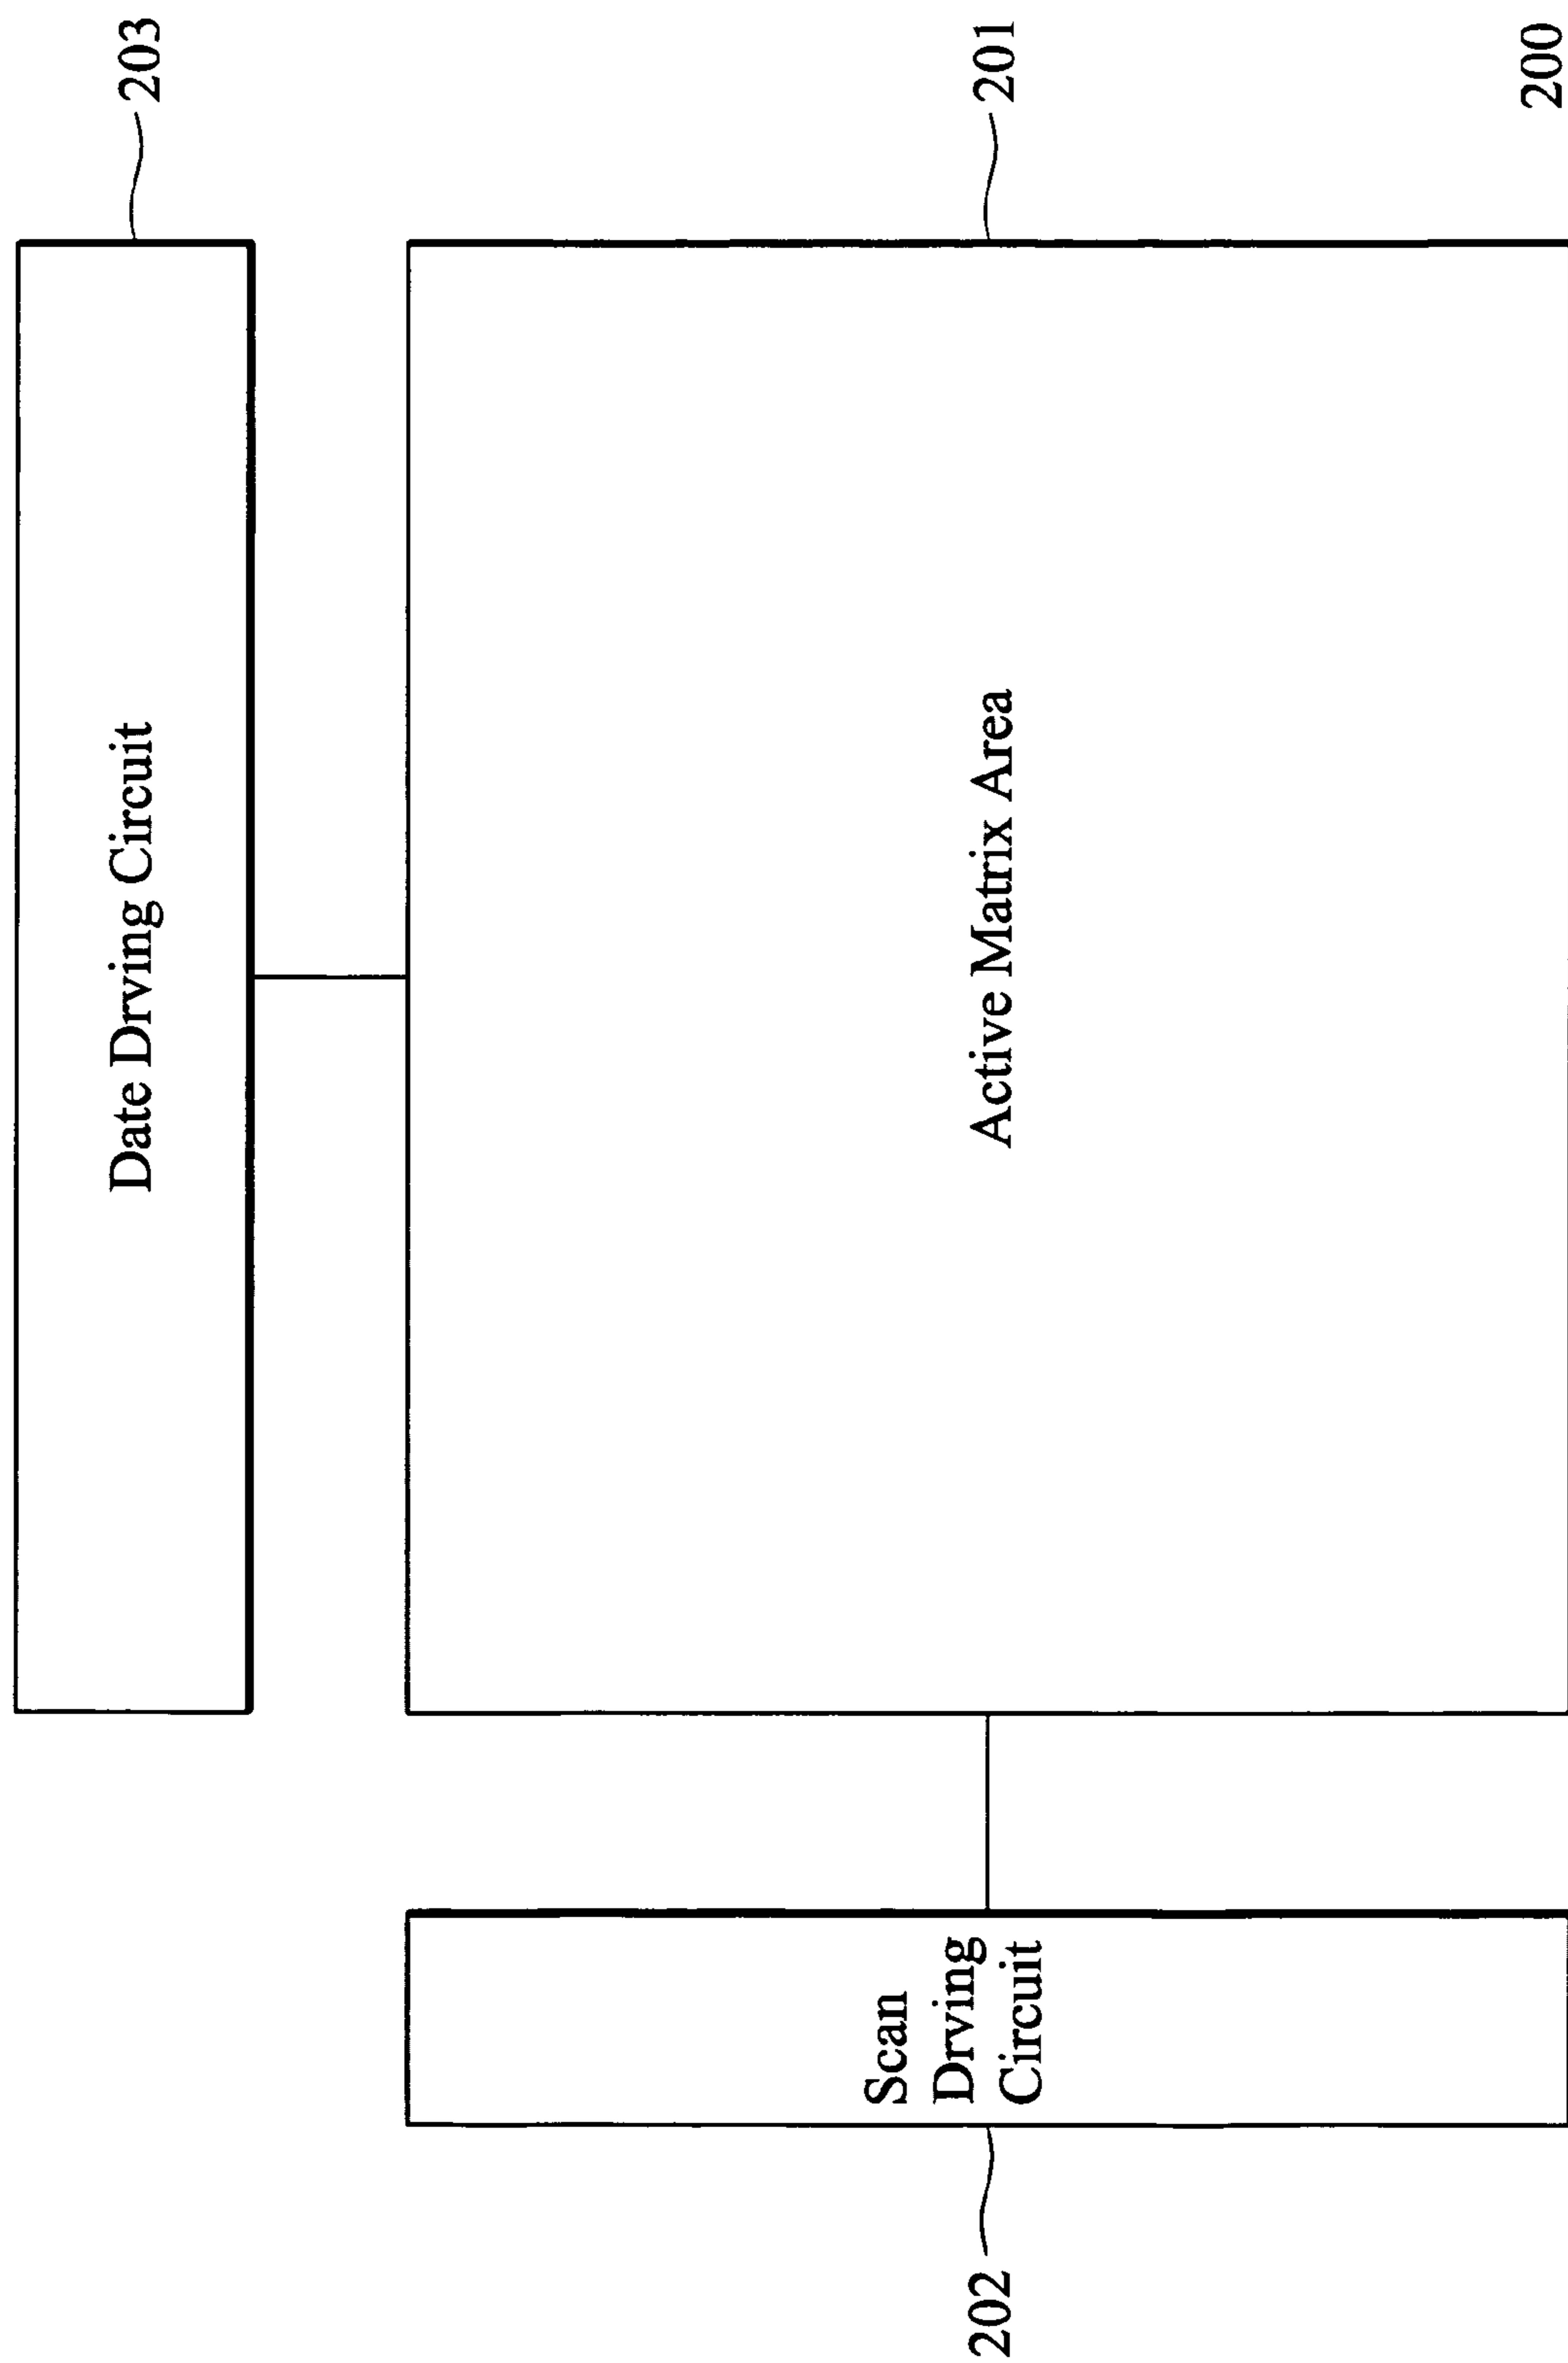 Date Drving Circuit
203
Active Matrix Area
201
Scan
Drving
Circuit
202
200